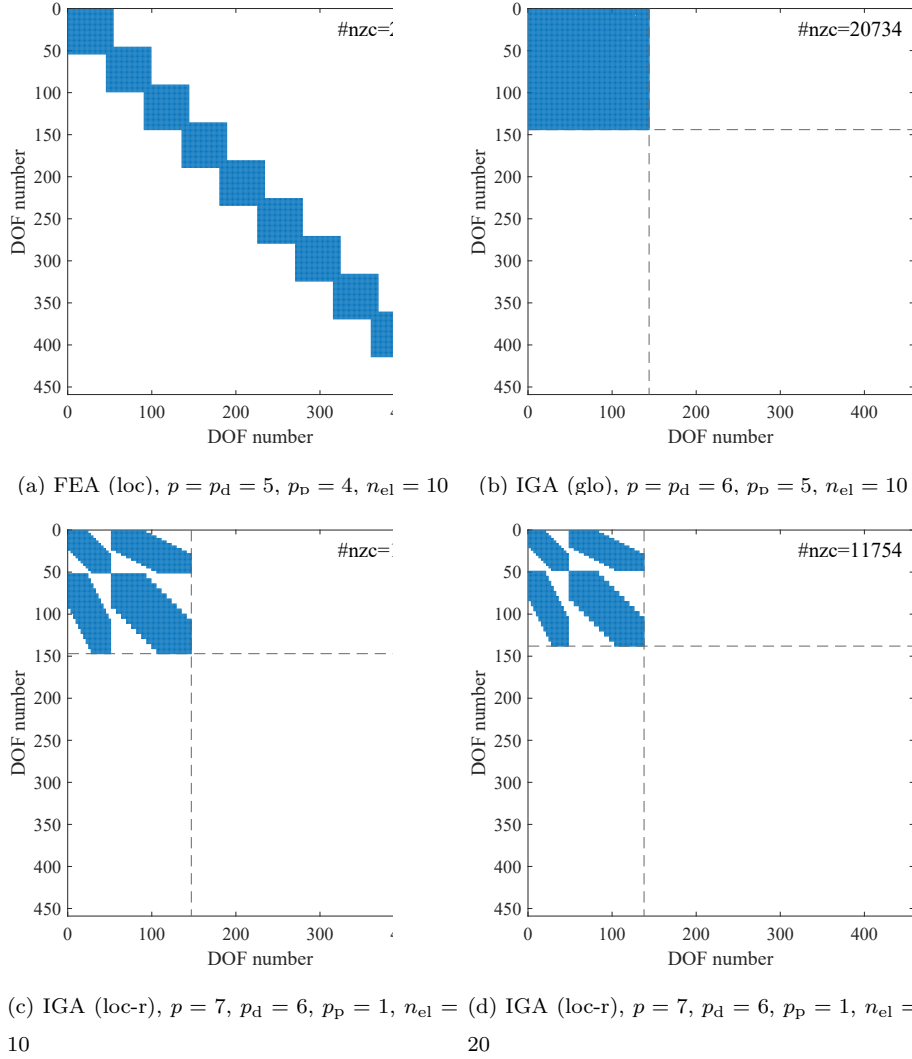 #nzc=2
0
50
100
150
200
250
300
350
400
450
DOF number
0 100 200 300 4
DOF number
#nzc=20734
0
50
100
150
200
250
300
350
400
450
DOF number
0 100 200 300 400
DOF number
(a) FEA (loc), p = p_d = 5, p_p = 4, n_el = 10
(b) IGA (glo), p = p_d = 6, p_p = 5, n_el = 10
#nzc=1
0
50
100
150
200
250
300
350
400
450
DOF number
0 100 200 300 4
DOF number
#nzc=11754
0
50
100
150
200
250
300
350
400
450
DOF number
0 100 200 300 400
DOF number
(c) IGA (loc-r), p = 7, p_d = 6, p_p = 1, n_el =
10
(d) IGA (loc-r), p = 7, p_d = 6, p_p = 1, n_el =
20